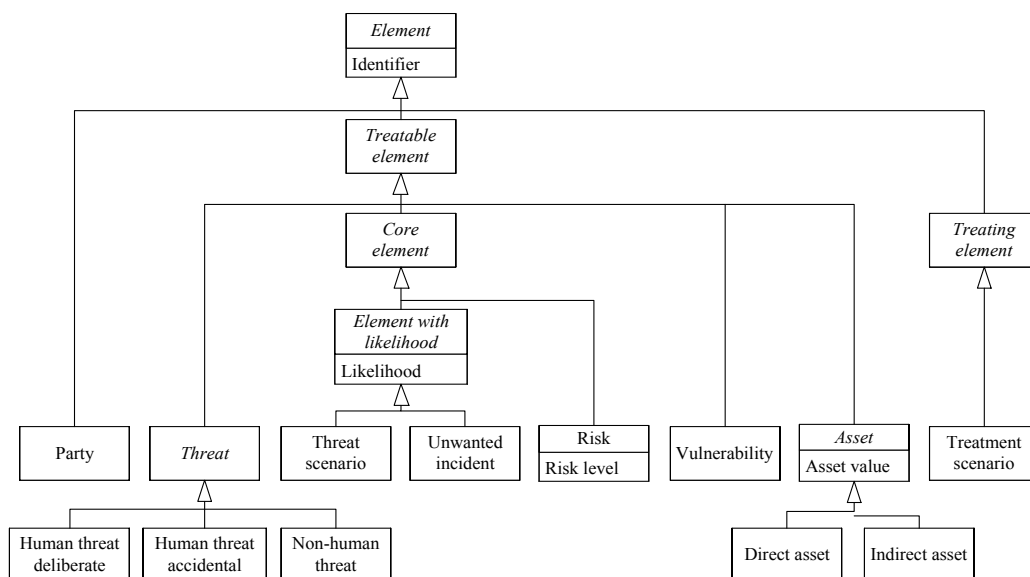 Element
Identifier
Treatable
element
Core
element
Treating
element
Element with
likelihood
Likelihood
Party
Threat
Threat
scenario
Unwanted
incident
Risk
Risk level
Vulnerability
Asset
Asset value
Treatment
scenario
Human threat
deliberate
Human threat
accidental
Non-human
threat
Direct asset
Indirect asset